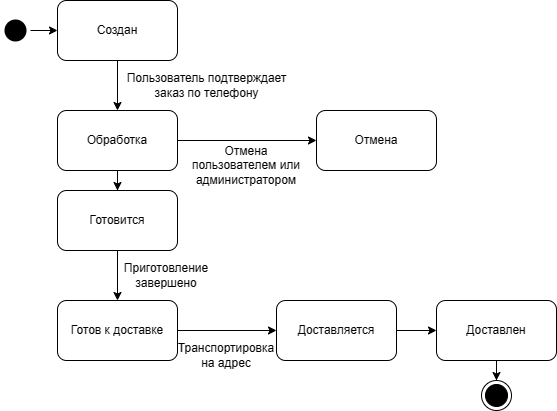 Создан
Пользователь подтверждает
заказ по телефону
Обработка
Отмена
пользователем или
администратором
Отмена
Готовится
Приготовление
завершено
Готов к доставке
Транспортировка
на адрес
Доставляется
Доставлен